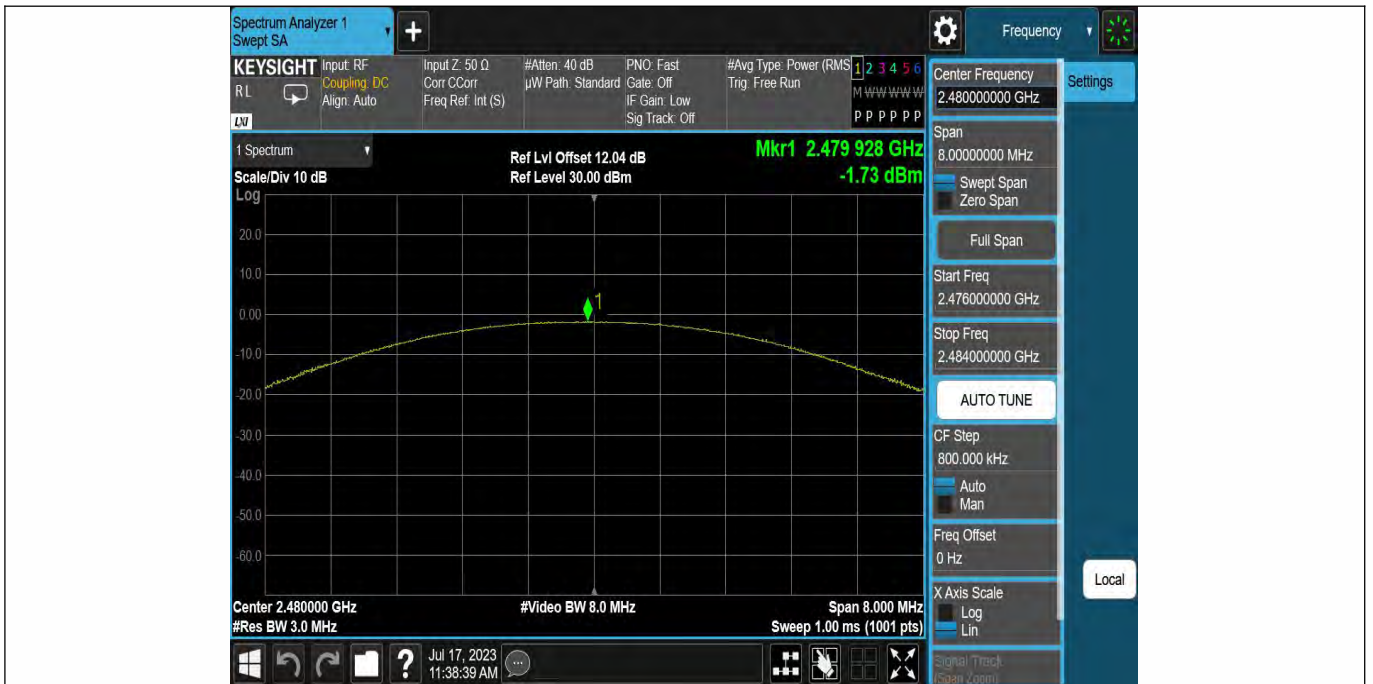 Spectrum Analyzer 1
Swept SA
+
Frequency
KEYSIGHT
RL
LXI
Input: RF
Coupling: DC
Align: Auto
Input Z: 50 Ω
Corr CCorr
Freq Ref: Int (S)
#Atten: 40 dB
µW Path: Standard
PNO: Fast
Gate: Off
IF Gain: Low
Sig Track: Off
#Avg Type: Power (RMS
Trig: Free Run
1 2 3 4 5 6
M W W W W W
P P P P P P
1 Spectrum
Scale/Div 10 dB
Ref Lvl Offset 12.04 dB
Ref Level 30.00 dBm
Mkr1 2.479 928 GHz
-1.73 dBm
Log
20.0
10.0
0.00
-10.0
-20.0
-30.0
-40.0
-50.0
-60.0
1
Center 2.480000 GHz
#Res BW 3.0 MHz
#Video BW 8.0 MHz
Span 8.000 MHz
Sweep 1.00 ms (1001 pts)
Center Frequency
2.480000000 GHz
Settings
Span
8.00000000 MHz
Swept Span
Zero Span
Full Span
Start Freq
2.476000000 GHz
Stop Freq
2.484000000 GHz
AUTO TUNE
CF Step
800.000 kHz
Auto
Man
Freq Offset
0 Hz
X Axis Scale
Log
Lin
Signal Track
(Span Zoom)
Local
?
Jul 17, 2023
11:38:39 AM